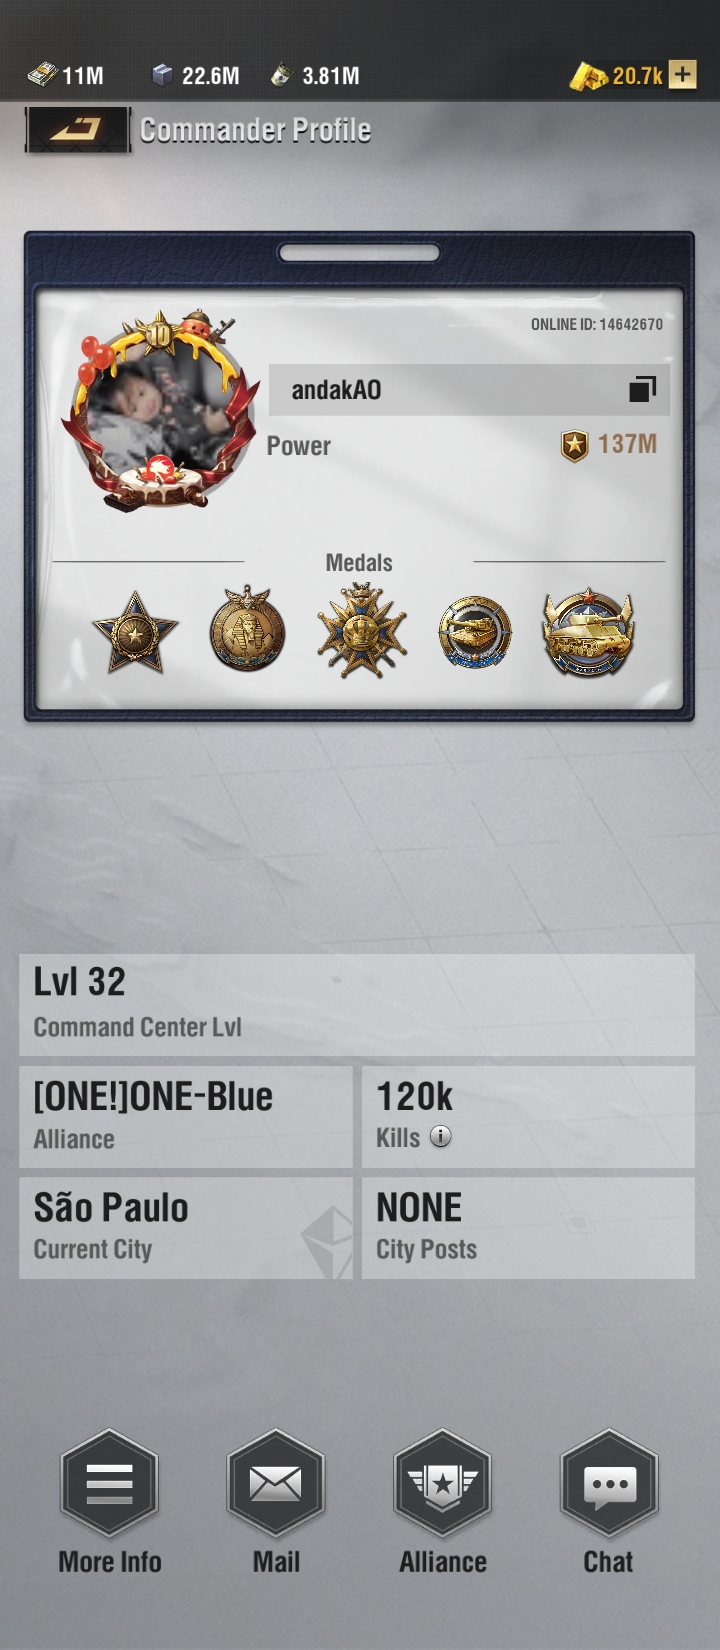 11M 22.6M 3.81M 20.7k +
Commander Profile
10
ONLINE ID: 14642670
andakAO
Power 137M
Medals
Lvl 32
Command Center Lvl
[ONE!]ONE-Blue
Alliance
120k
Kills i
São Paulo
Current City
NONE
City Posts
More Info Mail Alliance Chat